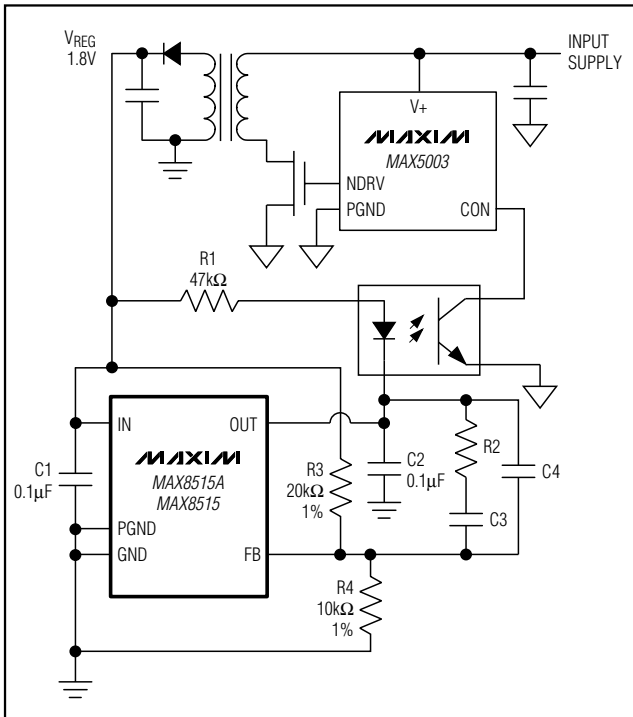 VREG
1.8V
INPUT
SUPPLY
V+
MAXIM
MAX5003
NDRV
PGND
CON
R1
47kΩ
IN
OUT
MAXIM
MAX8515A
MAX8515
PGND
GND
FB
C1
0.1µF
R3
20kΩ
1%
C2
0.1µF
R2
C3
C4
R4
10kΩ
1%